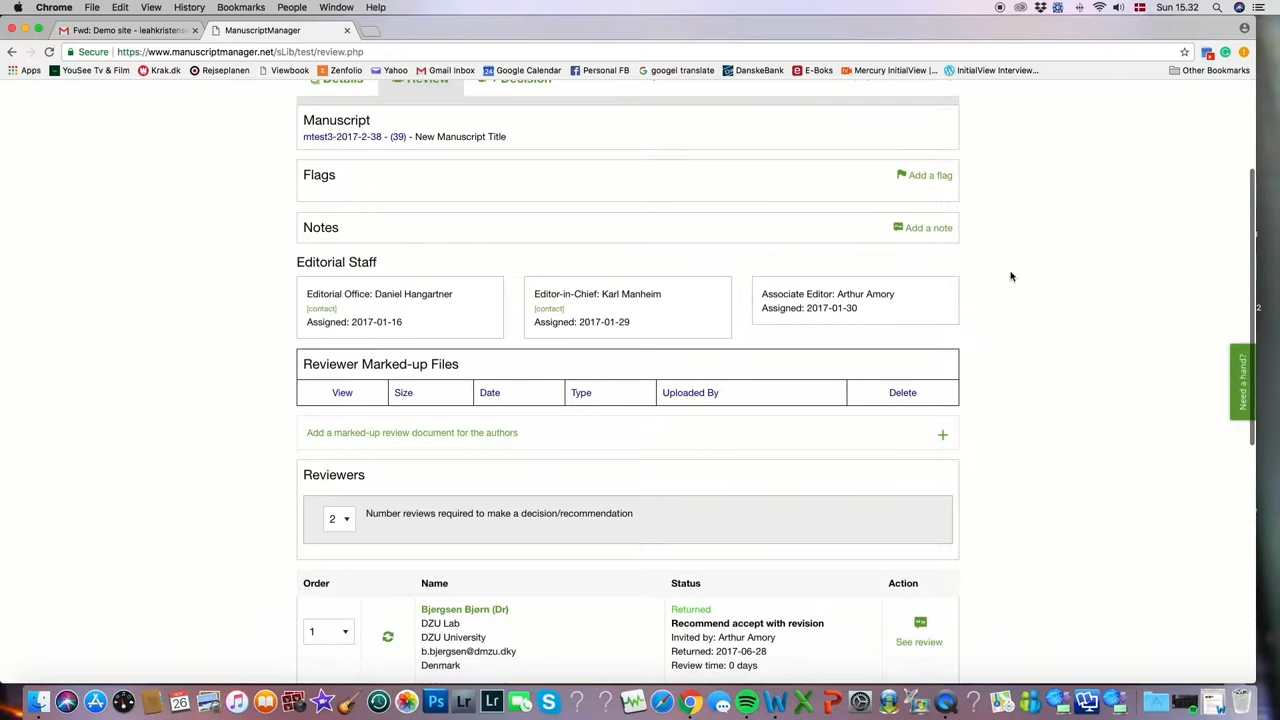 Chrome File Edit View History Bookmarks People Window Help Sun 15.32
Fwd: Demo site - leahkristens ManuscriptManager
Secure https://www.manuscriptmanager.net/sLib/test/review.php
Apps YouSee Tv & Film Krak.dk Rejseplanen Viewbook Zenfolio Yahoo Gmail Inbox Google Calendar Personal FB googel translate DanskeBank E-Boks Mercury InitialView |... InitialView Interview... Other Bookmarks
Details Review Decision
Manuscript
mtest3-2017-2-38 - (39) - New Manuscript Title
Flags Add a flag
Notes Add a note
Editorial Staff
Editorial Office: Daniel Hangartner
[contact]
Assigned: 2017-01-16
Editor-in-Chief: Karl Manheim
[contact]
Assigned: 2017-01-29
Associate Editor: Arthur Amory
Assigned: 2017-01-30
Need a hand?
Reviewer Marked-up Files
View Size Date Type Uploaded By Delete
Add a marked-up review document for the authors +
Reviewers
2 Number reviews required to make a decision/recommendation
Order Name Status Action
1
Bjergsen Bjørn (Dr)
DZU Lab
DZU University
b.bjergsen@dmzu.dky
Denmark
Returned
Recommend accept with revision
Invited by: Arthur Amory
Returned: 2017-06-28
Review time: 0 days
See review